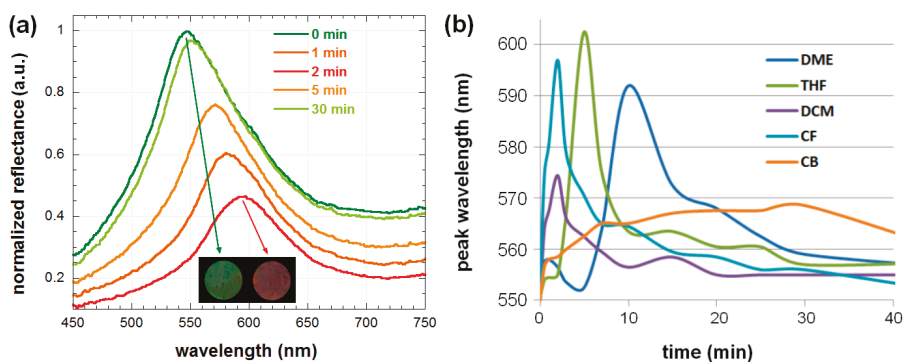 (a)
normalized reflectance (a.u.)
1
0.8
0.6
0.4
0.2
0 min
1 min
2 min
5 min
30 min
450 500 550 600 650 700 750
wavelength (nm)
(b)
peak wavelength (nm)
600
590
580
570
560
550
DME
THF
DCM
CF
CB
0 10 20 30 40
time (min)